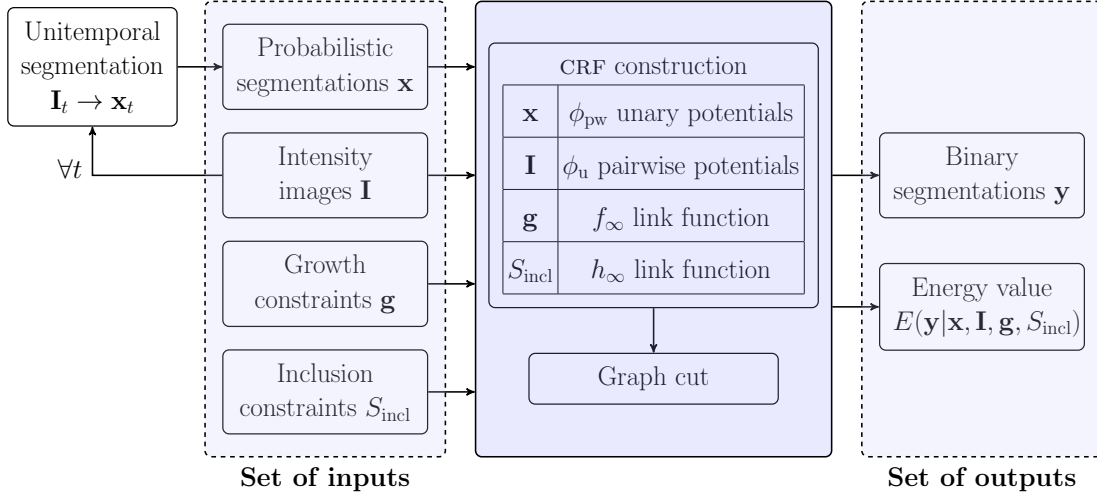 Unitemporal
segmentation
I_t → x_t
∀t
Probabilistic
segmentations x
Intensity
images I
Growth
constraints g
Inclusion
constraints S_incl
Set of inputs
CRF construction
x ϕ_pw unary potentials
I ϕ_u pairwise potentials
g f_∞ link function
S_incl h_∞ link function
Graph cut
Binary
segmentations y
Energy value
E(y|x, I, g, S_incl)
Set of outputs